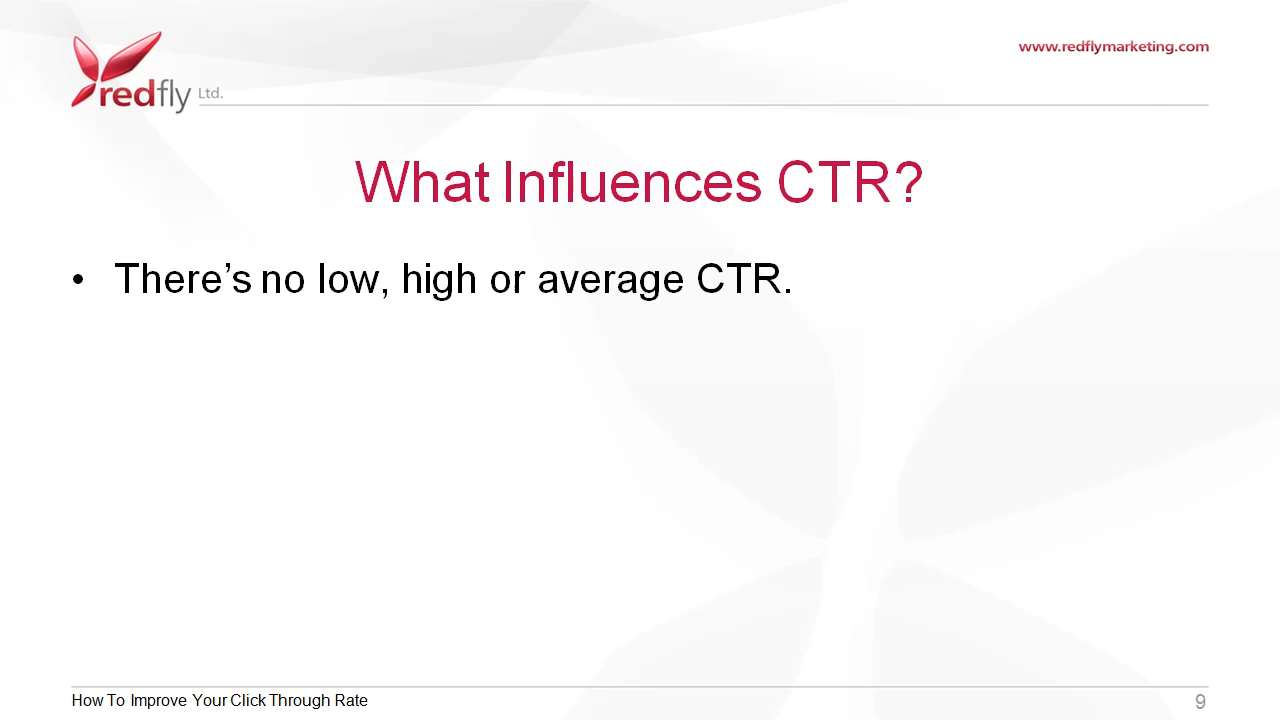 redfly Ltd.
www.redflymarketing.com
What Influences CTR?
• There’s no low, high or average CTR.
How To Improve Your Click Through Rate
9